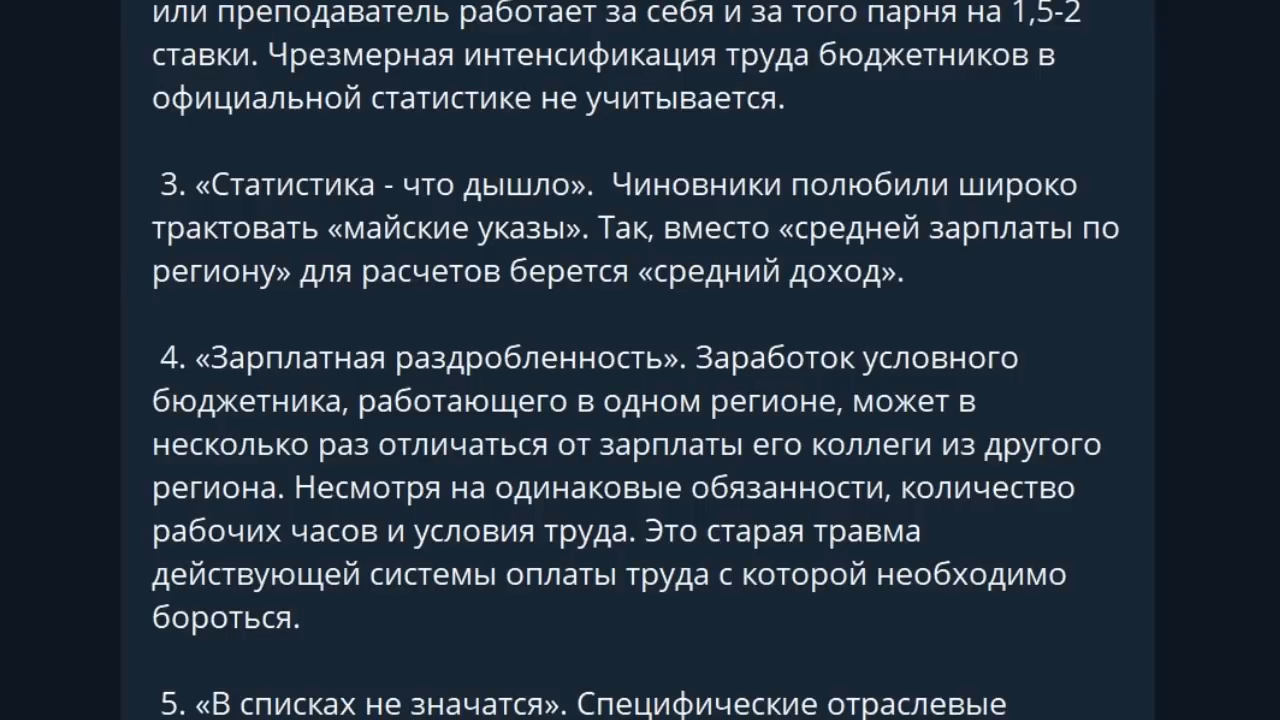 или преподаватель работает за себя и за того парня на 1,5-2
ставки. Чрезмерная интенсификация труда бюджетников в
официальной статистике не учитывается.
3. «Статистика - что дышло».  Чиновники полюбили широко
трактовать «майские указы». Так, вместо «средней зарплаты по
региону» для расчетов берется «средний доход».
4. «Зарплатная раздробленность». Заработок условного
бюджетника, работающего в одном регионе, может в
несколько раз отличаться от зарплаты его коллеги из другого
региона. Несмотря на одинаковые обязанности, количество
рабочих часов и условия труда. Это старая травма
действующей системы оплаты труда с которой необходимо
бороться.
5. «В списках не значатся». Специфические отраслевые